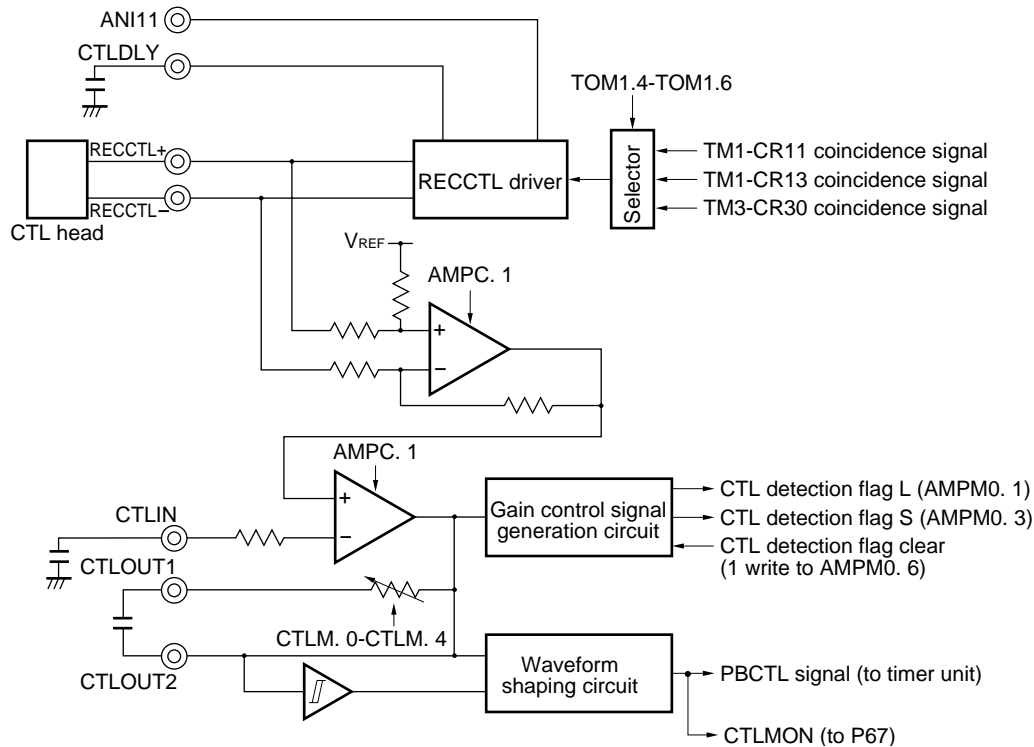 ANI11
CTLDLY
TOM1.4-TOM1.6
RECCTL+
RECCTL−
CTL head
RECCTL driver
Selector
TM1-CR11 coincidence signal
TM1-CR13 coincidence signal
TM3-CR30 coincidence signal
VREF
AMPC. 1
+
−
AMPC. 1
+
−
CTLIN
CTLOUT1
Gain control signal
generation circuit
CTL detection flag L (AMPM0. 1)
CTL detection flag S (AMPM0. 3)
CTL detection flag clear
(1 write to AMPM0. 6)
CTLM. 0-CTLM. 4
CTLOUT2
Waveform
shaping circuit
PBCTL signal (to timer unit)
CTLMON (to P67)